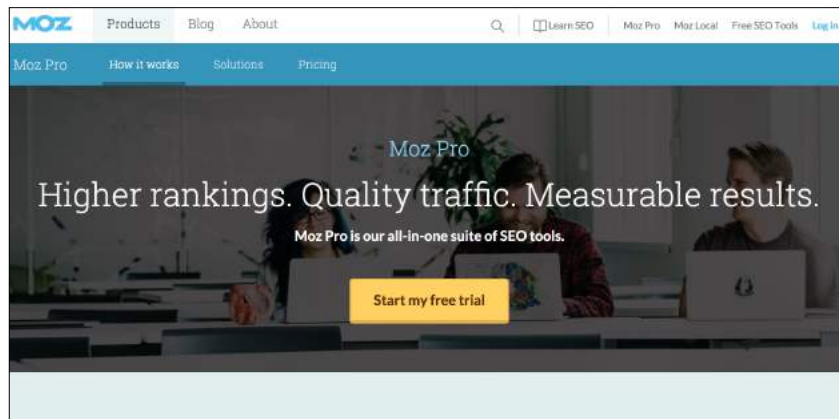 MOZ Products Blog About Learn SEO Moz Pro Moz Local Free SEO Tools Log in
Moz Pro How it works Solutions Pricing
Moz Pro
Higher rankings. Quality traffic. Measurable results.
Moz Pro is our all-in-one suite of SEO tools.
Start my free trial